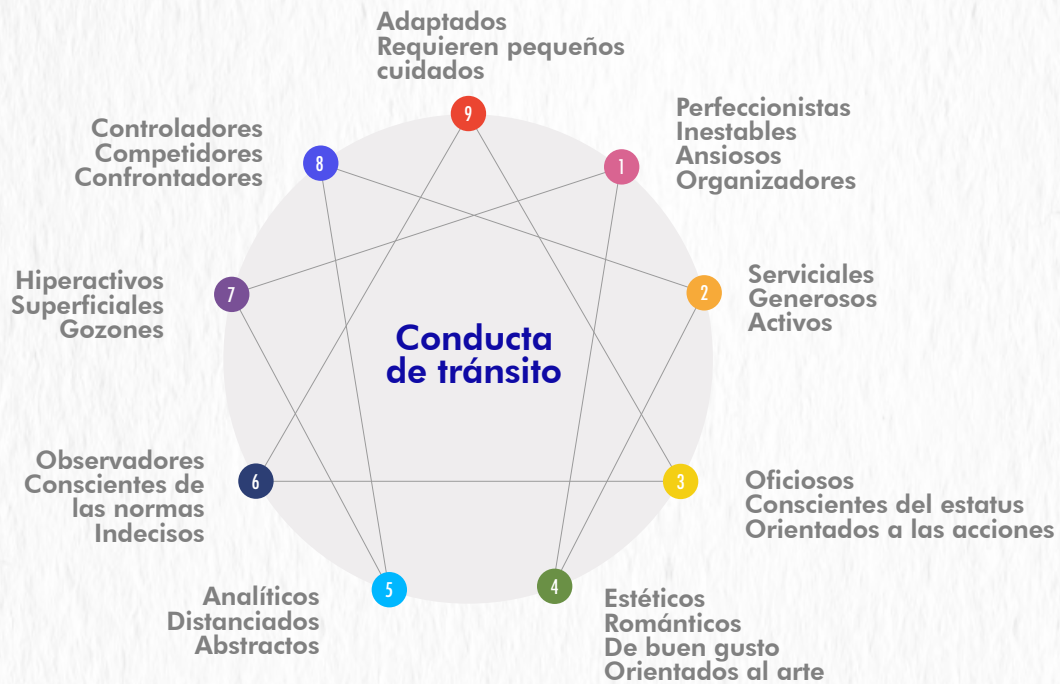 Adaptados
Requieren pequeños
cuidados
9
Perfeccionistas
Inestables
Ansiosos
Organizadores
1
Controladores
Competidores
Confrontadores
8
Serviciales
Generosos
Activos
2
Hiperactivos
Superficiales
Gozones
7
Conducta
de tránsito
Observadores
Conscientes de
las normas
Indecisos
6
Oficiosos
Conscientes del estatus
Orientados a las acciones
3
Analíticos
Distanciados
Abstractos
5
Estéticos
Románticos
De buen gusto
Orientados al arte
4